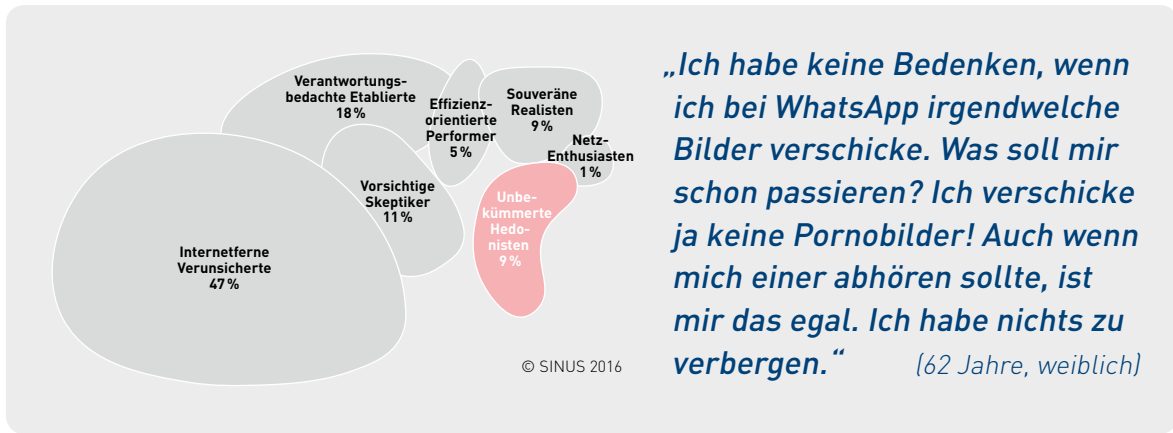 Verantwortungs-
bedachte Etablierte
18 %
Effizienz-
orientierte
Performer
5 %
Souveräne
Realisten
9 %
Netz-
Enthusiasten
1 %
Vorsichtige
Skeptiker
11 %
Unbe-
kümmerte
Hedo-
nisten
9 %
Internetferne
Verunsicherte
47 %
© SINUS 2016
„Ich habe keine Bedenken, wenn
ich bei WhatsApp irgendwelche
Bilder verschicke. Was soll mir
schon passieren? Ich verschicke
ja keine Pornobilder! Auch wenn
mich einer abhören sollte, ist
mir das egal. Ich habe nichts zu
verbergen.“ (62 Jahre, weiblich)